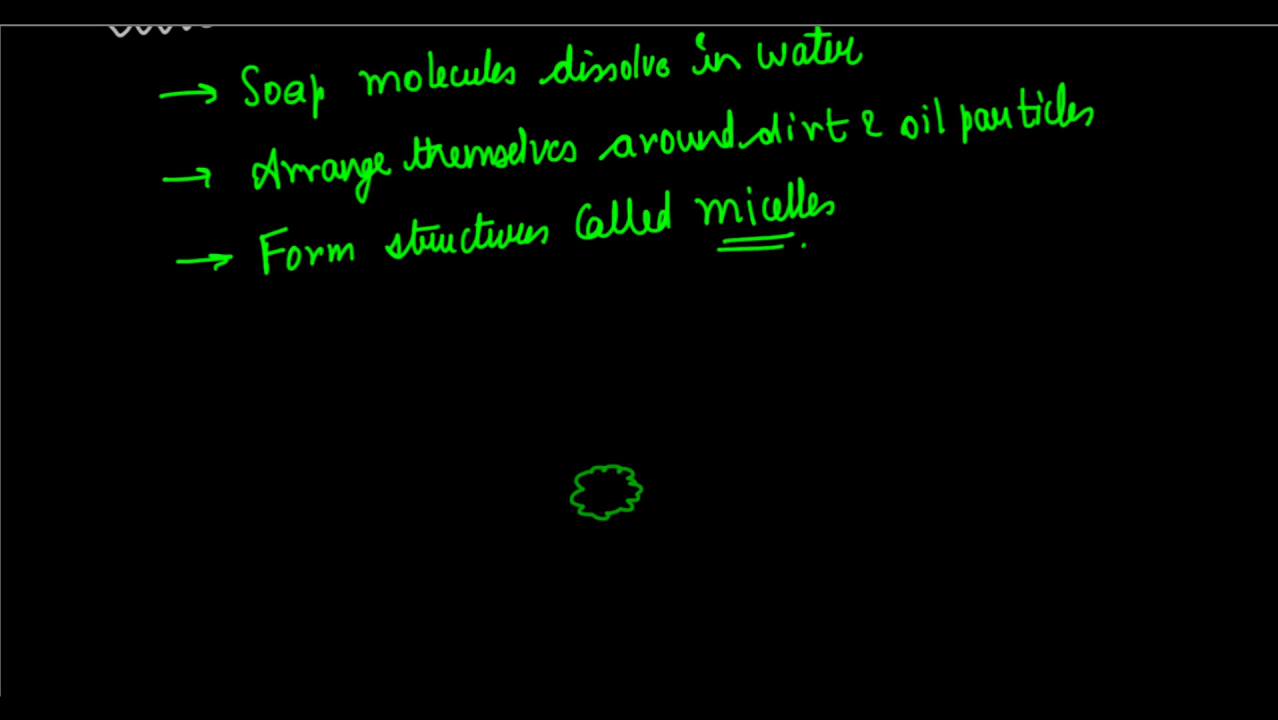 → Soap molecules dissolve in water
→ Arrange themselves around dirt & oil particles
→ Form structures called micelles.